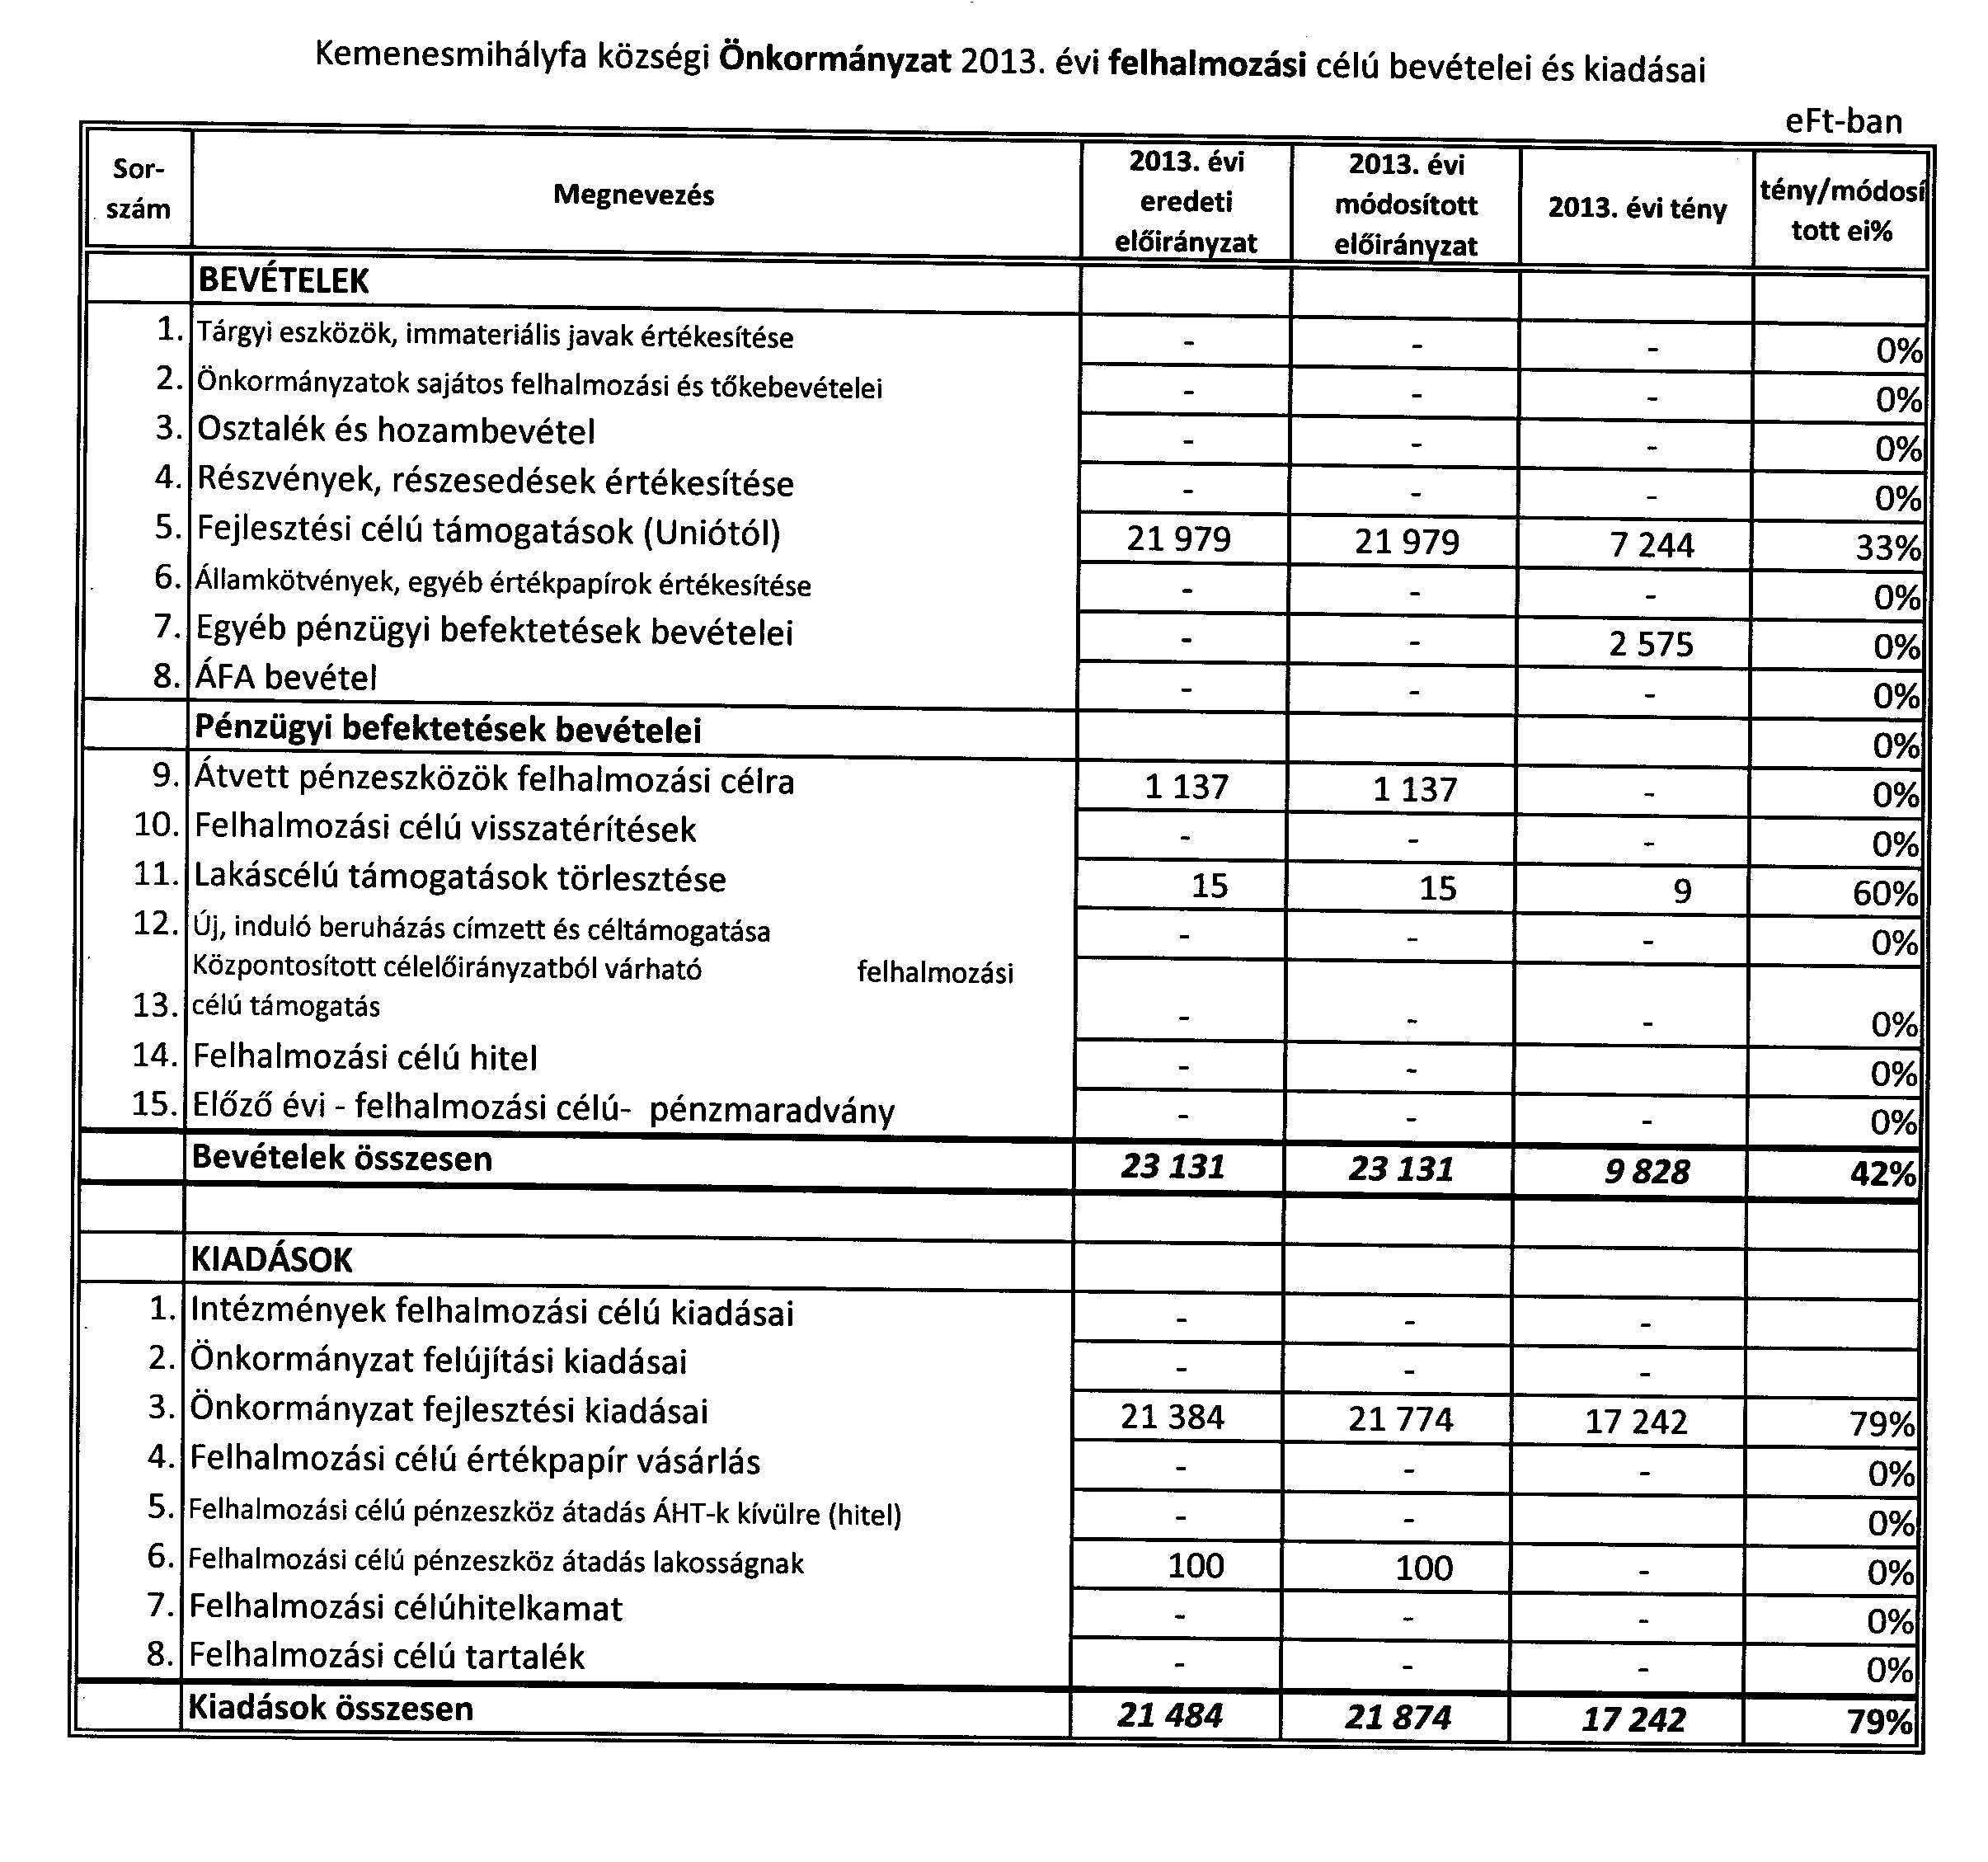 Kemenesmihályfa községi Önkormányzat 2013. évi felhalmozási célú bevételei és kiadásai
eFt-ban
Sor-szám Megnevezés 2013. évi eredeti előirányzat 2013. évi módosított előirányzat 2013. évi tény tény/módosí tott ei%
BEVÉTELEK
1. Tárgyi eszközök, immateriális javak értékesítése - - - 0%
2. Önkormányzatok sajátos felhalmozási és tőkebevételei - - - 0%
3. Osztalék és hozambevétel - - - 0%
4. Részvények, részesedések értékesítése - - - 0%
5. Fejlesztési célú támogatások (Uniótól) 21 979 21 979 7 244 33%
6. Államkötvények, egyéb értékpapírok értékesítése - - - 0%
7. Egyéb pénzügyi befektetések bevételei - - 2 575 0%
8. ÁFA bevétel - - - 0%
Pénzügyi befektetések bevételei 0%
9. Átvett pénzeszközök felhalmozási célra 1 137 1 137 - 0%
10. Felhalmozási célú visszatérítések - - - 0%
11. Lakáscélú támogatások törlesztése 15 15 9 60%
12. Új, induló beruházás címzett és céltámogatása - - - 0%
Központosított célelőirányzatból várható felhalmozási
13. célú támogatás - - - 0%
14. Felhalmozási célú hitel - - 0%
15. Előző évi - felhalmozási célú- pénzmaradvány - - - 0%
Bevételek összesen 23 131 23 131 9 828 42%
KIADÁSOK
1. Intézmények felhalmozási célú kiadásai - - -
2. Önkormányzat felújítási kiadásai - - -
3. Önkormányzat fejlesztési kiadásai 21 384 21 774 17 242 79%
4. Felhalmozási célú értékpapír vásárlás - - - 0%
5. Felhalmozási célú pénzeszköz átadás ÁHT-k kívülre (hitel) - - 0%
6. Felhalmozási célú pénzeszköz átadás lakosságnak 100 100 - 0%
7. Felhalmozási célúhitelkamat - - - 0%
8. Felhalmozási célú tartalék - - - 0%
Kiadások összesen 21 484 21 874 17 242 79%